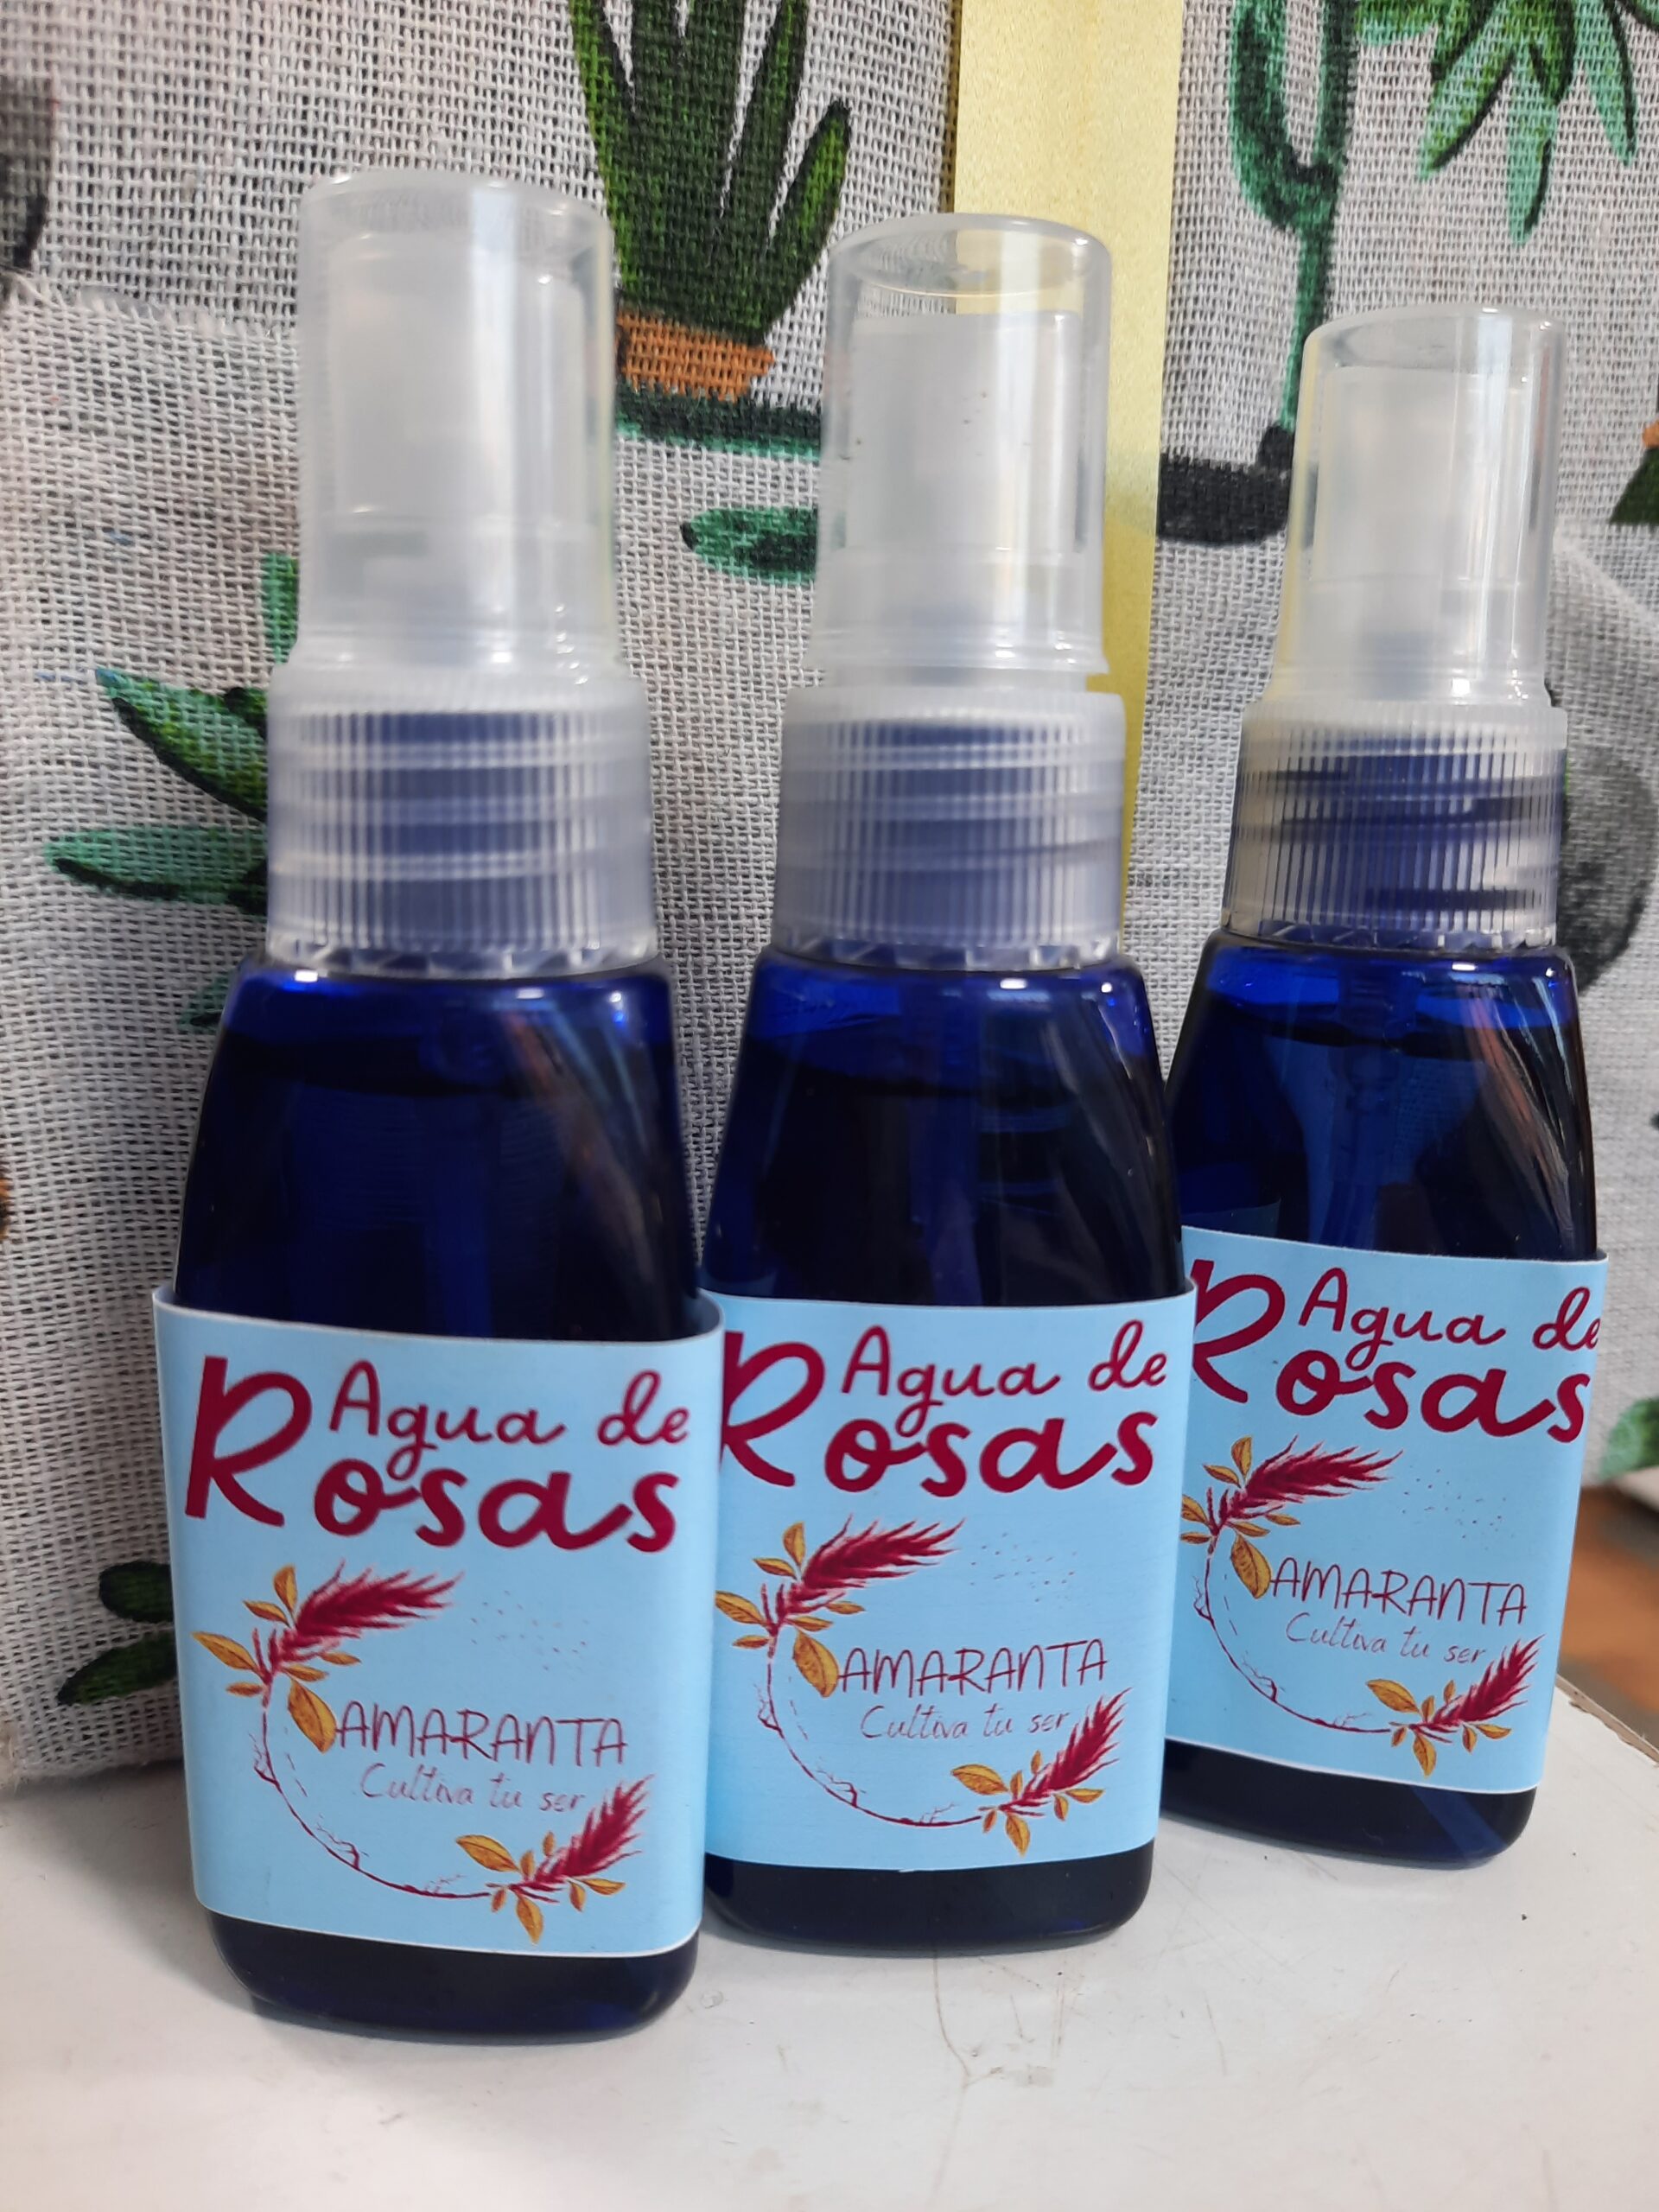 Agua de
Rosas
AMARANTA
Cultiva tu ser
Agua de
Rosas
AMARANTA
Cultiva tu ser
Agua de
Rosas
AMARANTA
Cultiva tu ser